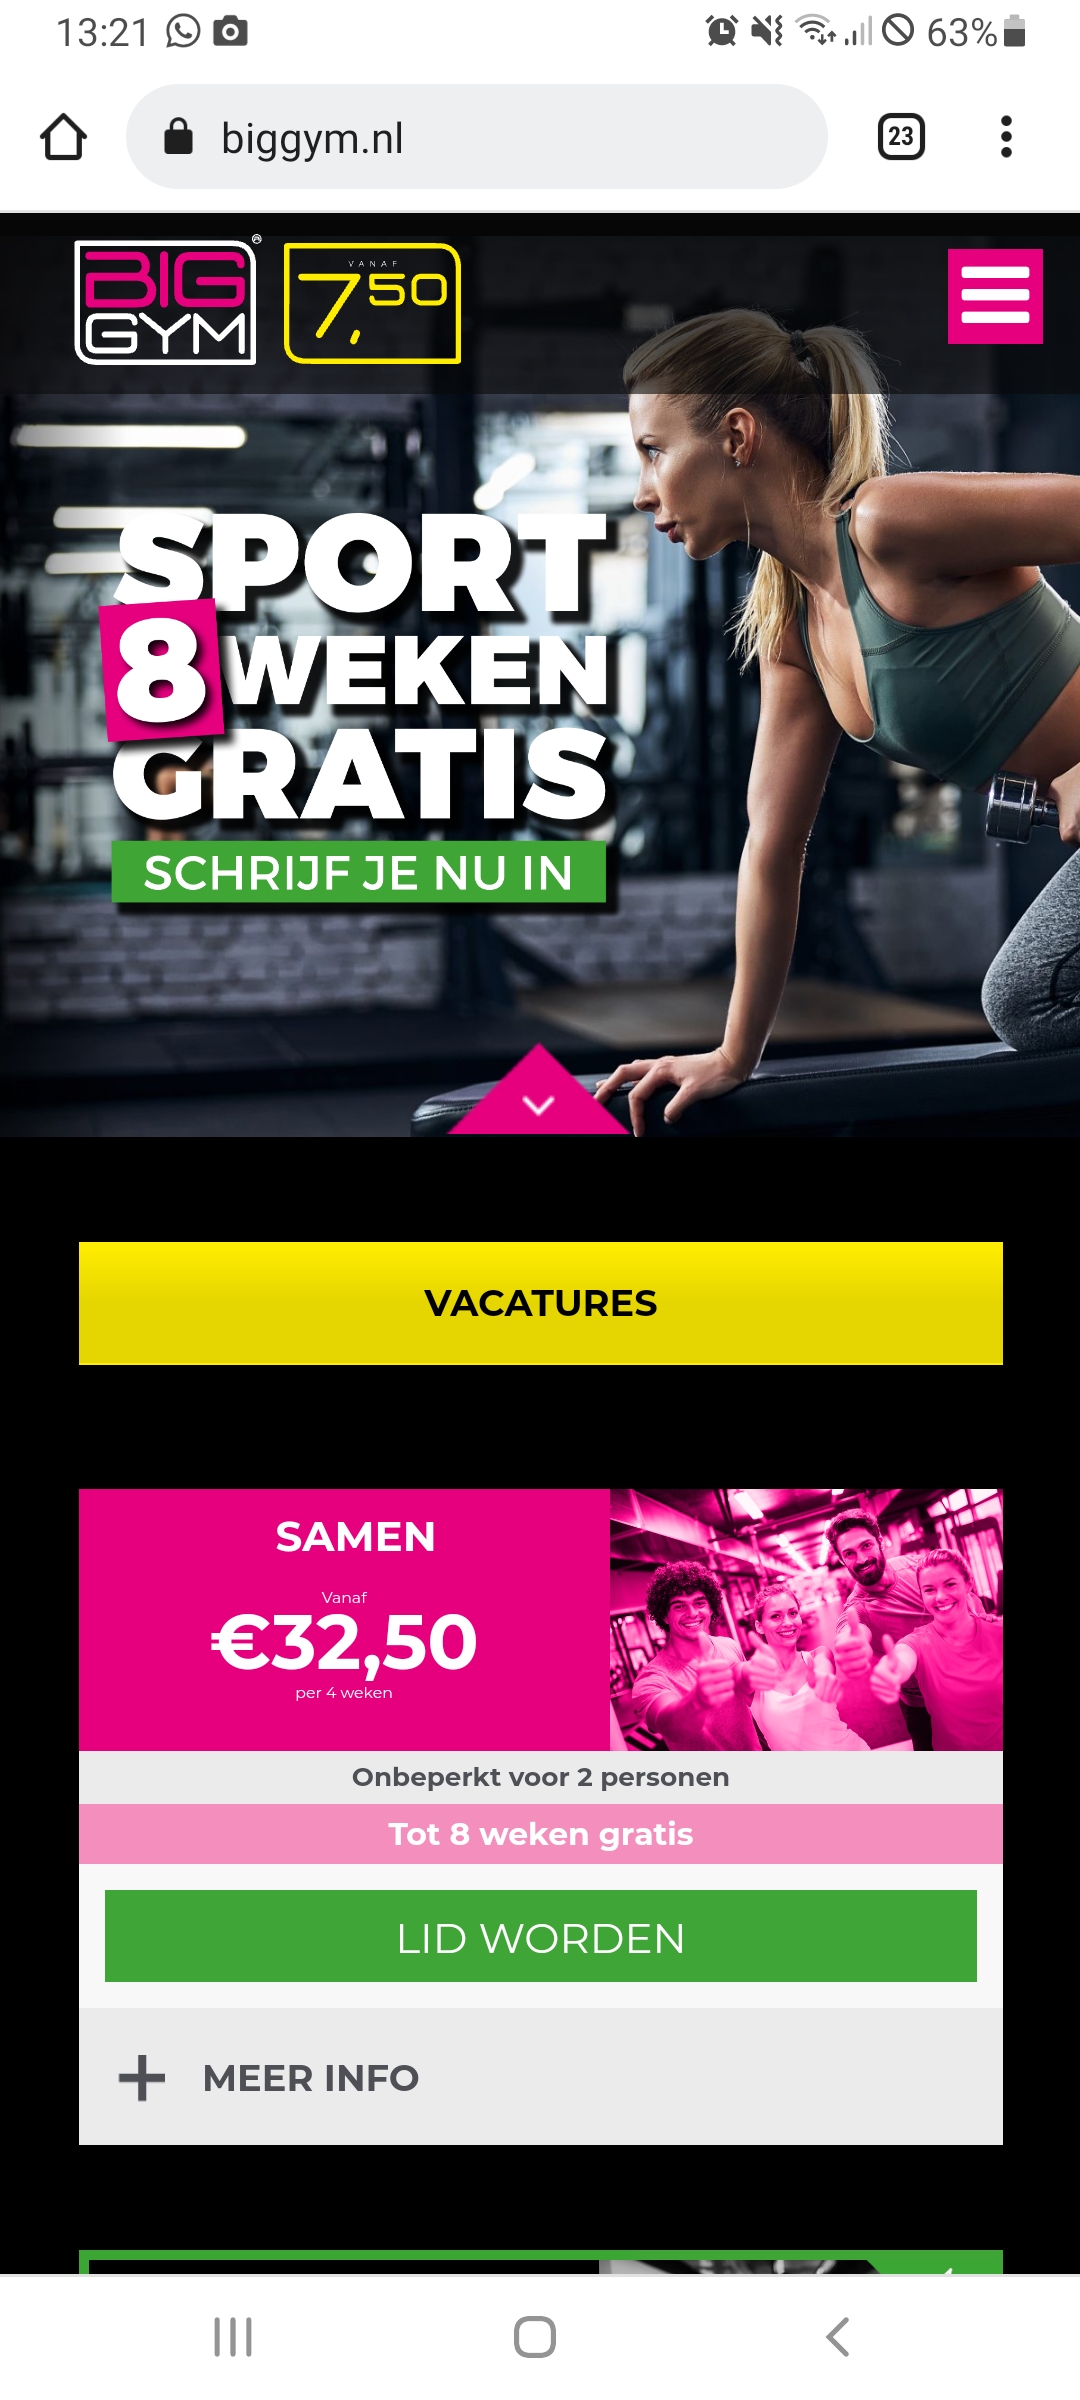 13:21
63%
biggym.nl
23
BIG
GYM
VANAF
7,50
SPORT
8 WEKEN
GRATIS
SCHRIJF JE NU IN
VACATURES
SAMEN
Vanaf
€32,50
per 4 weken
Onbeperkt voor 2 personen
Tot 8 weken gratis
LID WORDEN
+ MEER INFO